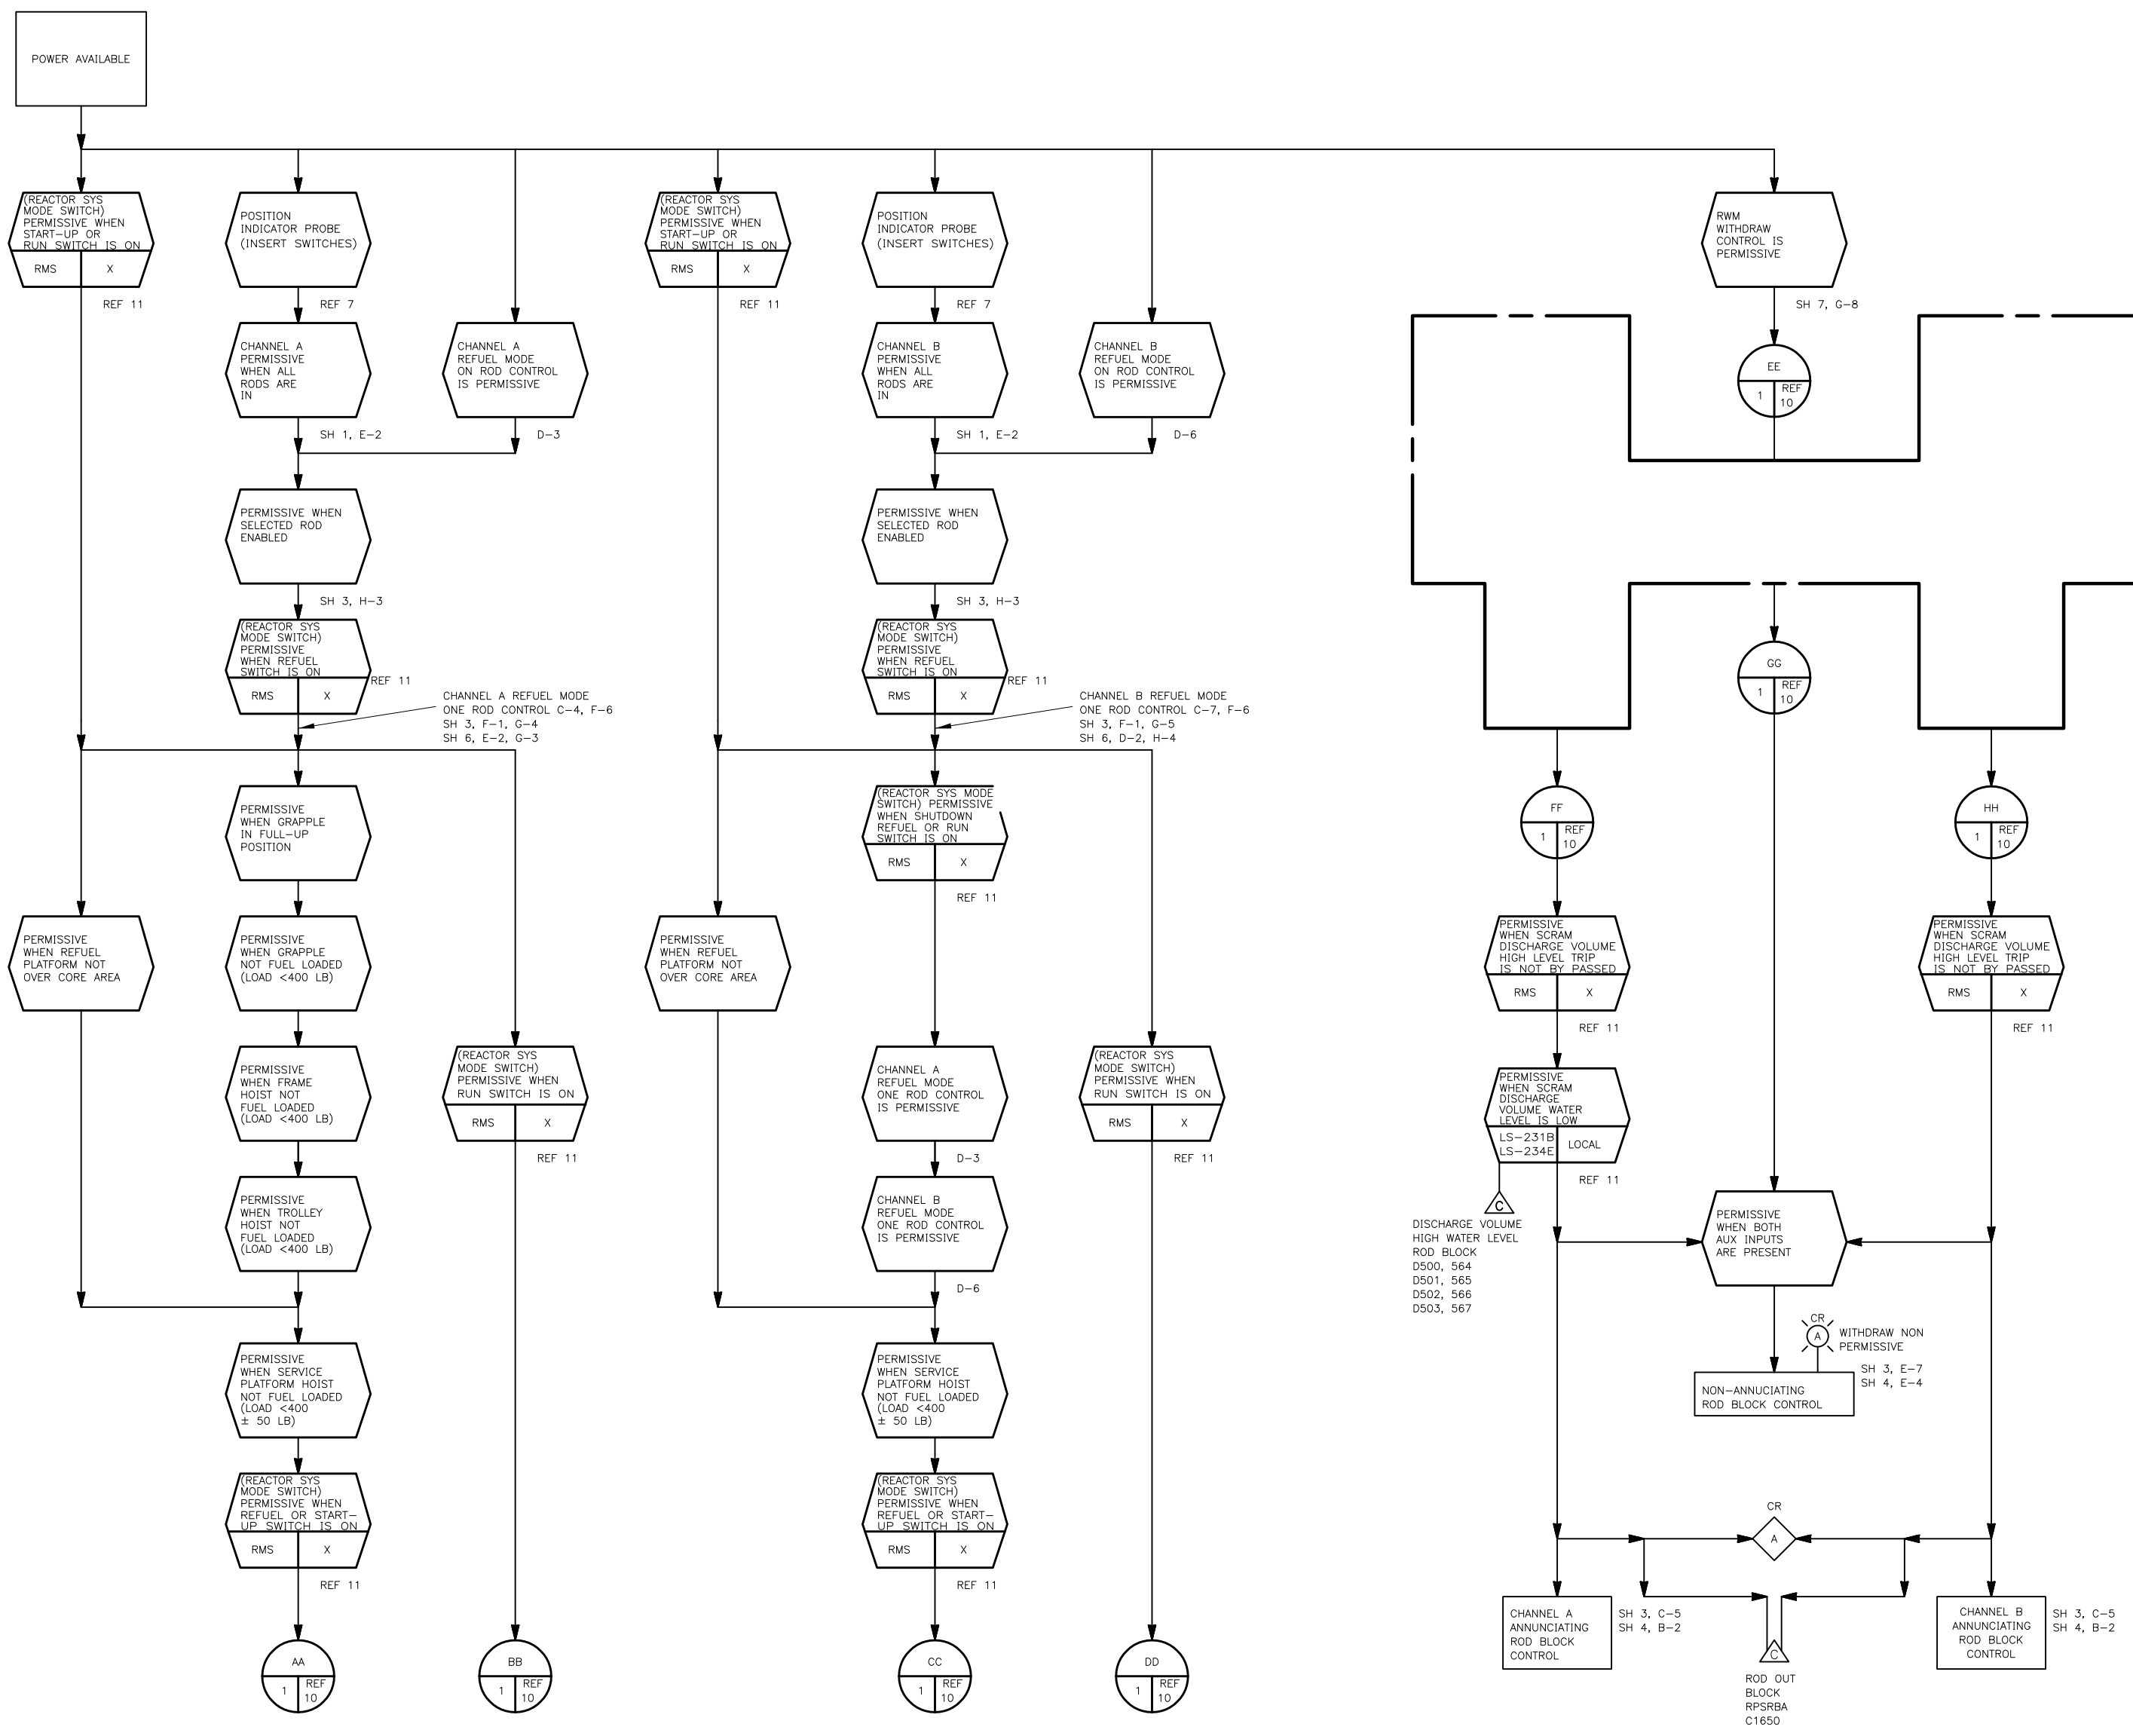 POWER AVAILABLE
(REACTOR SYS
MODE SWITCH)
PERMISSIVE WHEN
START-UP OR
RUN SWITCH IS ON
RMS
X
REF 11
POSITION
INDICATOR PROBE
(INSERT SWITCHES)
REF 7
CHANNEL A
PERMISSIVE
WHEN ALL
RODS ARE
IN
SH 1, E-2
CHANNEL A
REFUEL MODE
ON ROD CONTROL
IS PERMISSIVE
D-3
PERMISSIVE WHEN
SELECTED ROD
ENABLED
SH 3, H-3
(REACTOR SYS
MODE SWITCH)
PERMISSIVE
WHEN REFUEL
SWITCH IS ON
RMS
X
REF 11
CHANNEL A REFUEL MODE
ONE ROD CONTROL C-4, F-6
SH 3, F-1, G-4
SH 6, E-2, G-3
PERMISSIVE
WHEN GRAPPLE
IN FULL-UP
POSITION
PERMISSIVE
WHEN REFUEL
PLATFORM NOT
OVER CORE AREA
PERMISSIVE
WHEN GRAPPLE
NOT FUEL LOADED
(LOAD <400 LB)
PERMISSIVE
WHEN FRAME
HOIST NOT
FUEL LOADED
(LOAD <400 LB)
(REACTOR SYS
MODE SWITCH)
PERMISSIVE WHEN
RUN SWITCH IS ON
RMS
X
REF 11
PERMISSIVE
WHEN TROLLEY
HOIST NOT
FUEL LOADED
(LOAD <400 LB)
PERMISSIVE
WHEN SERVICE
PLATFORM HOIST
NOT FUEL LOADED
(LOAD <400
± 50 LB)
(REACTOR SYS
MODE SWITCH)
PERMISSIVE WHEN
REFUEL OR START-
UP SWITCH IS ON
RMS
X
REF 11
AA
1
REF
10
BB
1
REF
10
(REACTOR SYS
MODE SWITCH)
PERMISSIVE WHEN
START-UP OR
RUN SWITCH IS ON
RMS
X
REF 11
POSITION
INDICATOR PROBE
(INSERT SWITCHES)
REF 7
CHANNEL B
PERMISSIVE
WHEN ALL
RODS ARE
IN
SH 1, E-2
CHANNEL B
REFUEL MODE
ON ROD CONTROL
IS PERMISSIVE
D-6
PERMISSIVE WHEN
SELECTED ROD
ENABLED
SH 3, H-3
(REACTOR SYS
MODE SWITCH)
PERMISSIVE
WHEN REFUEL
SWITCH IS ON
RMS
X
REF 11
CHANNEL B REFUEL MODE
ONE ROD CONTROL C-7, F-6
SH 3, F-1, G-5
SH 6, D-2, H-4
(REACTOR SYS MODE
SWITCH) PERMISSIVE
WHEN SHUTDOWN
REFUEL OR RUN
SWITCH IS ON
RMS
X
REF 11
PERMISSIVE
WHEN REFUEL
PLATFORM NOT
OVER CORE AREA
CHANNEL A
REFUEL MODE
ONE ROD CONTROL
IS PERMISSIVE
D-3
(REACTOR SYS
MODE SWITCH)
PERMISSIVE WHEN
RUN SWITCH IS ON
RMS
X
REF 11
CHANNEL B
REFUEL MODE
ONE ROD CONTROL
IS PERMISSIVE
D-6
PERMISSIVE
WHEN SERVICE
PLATFORM HOIST
NOT FUEL LOADED
(LOAD <400
± 50 LB)
(REACTOR SYS
MODE SWITCH)
PERMISSIVE WHEN
REFUEL OR START-
UP SWITCH IS ON
RMS
X
REF 11
CC
1
REF
10
DD
1
REF
10
RWM
WITHDRAW
CONTROL IS
PERMISSIVE
SH 7, G-8
EE
1
REF
10
GG
1
REF
10
FF
1
REF
10
HH
1
REF
10
PERMISSIVE
WHEN SCRAM
DISCHARGE VOLUME
HIGH LEVEL TRIP
IS NOT BY PASSED
RMS
X
REF 11
PERMISSIVE
WHEN SCRAM
DISCHARGE VOLUME
HIGH LEVEL TRIP
IS NOT BY PASSED
RMS
X
REF 11
PERMISSIVE
WHEN SCRAM
DISCHARGE
VOLUME WATER
LEVEL IS LOW
LS-231B
LS-234E
LOCAL
REF 11
C
DISCHARGE VOLUME
HIGH WATER LEVEL
ROD BLOCK
D500, 564
D501, 565
D502, 566
D503, 567
PERMISSIVE
WHEN BOTH
AUX INPUTS
ARE PRESENT
CR
A
WITHDRAW NON
PERMISSIVE
SH 3, E-7
SH 4, E-4
NON-ANNUCIATING
ROD BLOCK CONTROL
CR
A
CHANNEL A
ANNUNCIATING
ROD BLOCK
CONTROL
SH 3, C-5
SH 4, B-2
C
ROD OUT
BLOCK
RPSRBA
C1650
CHANNEL B
ANNUNCIATING
ROD BLOCK
CONTROL
SH 3, C-5
SH 4, B-2